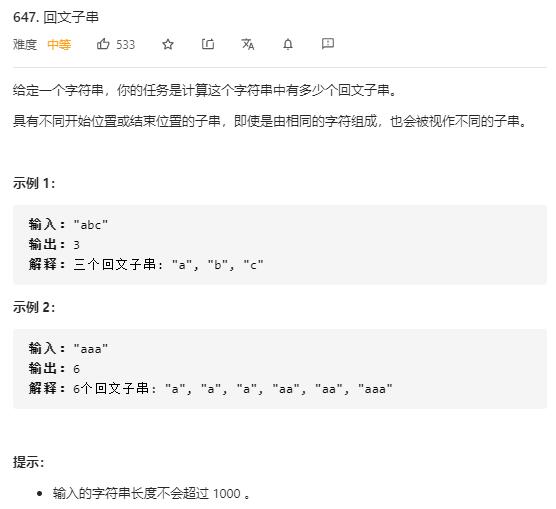 647. 回文子串
难度 中等 533
给定一个字符串，你的任务是计算这个字符串中有多少个回文子串。
具有不同开始位置或结束位置的子串，即使是由相同的字符组成，也会被视作不同的子串。
示例 1：
输入："abc"
输出：3
解释：三个回文子串: "a", "b", "c"
示例 2：
输入："aaa"
输出：6
解释：6个回文子串: "a", "a", "a", "aa", "aa", "aaa"
提示：
• 输入的字符串长度不会超过 1000 。